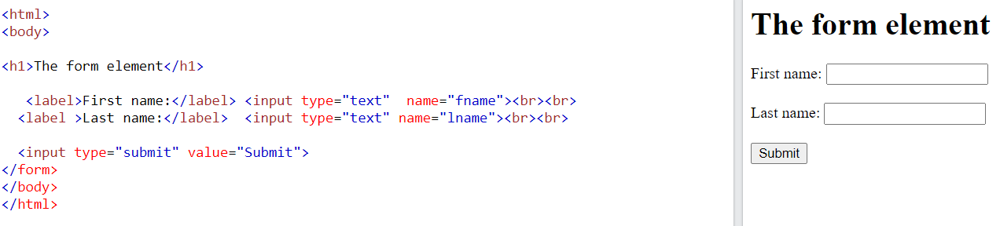 <html>
<body>
<h1>The form element</h1>
<label>First name:</label> <input type="text"  name="fname"><br><br>
<label >Last name:</label>  <input type="text" name="lname"><br><br>
<input type="submit" value="Submit">
</form>
</body>
</html>
The form element
First name:
Last name:
Submit